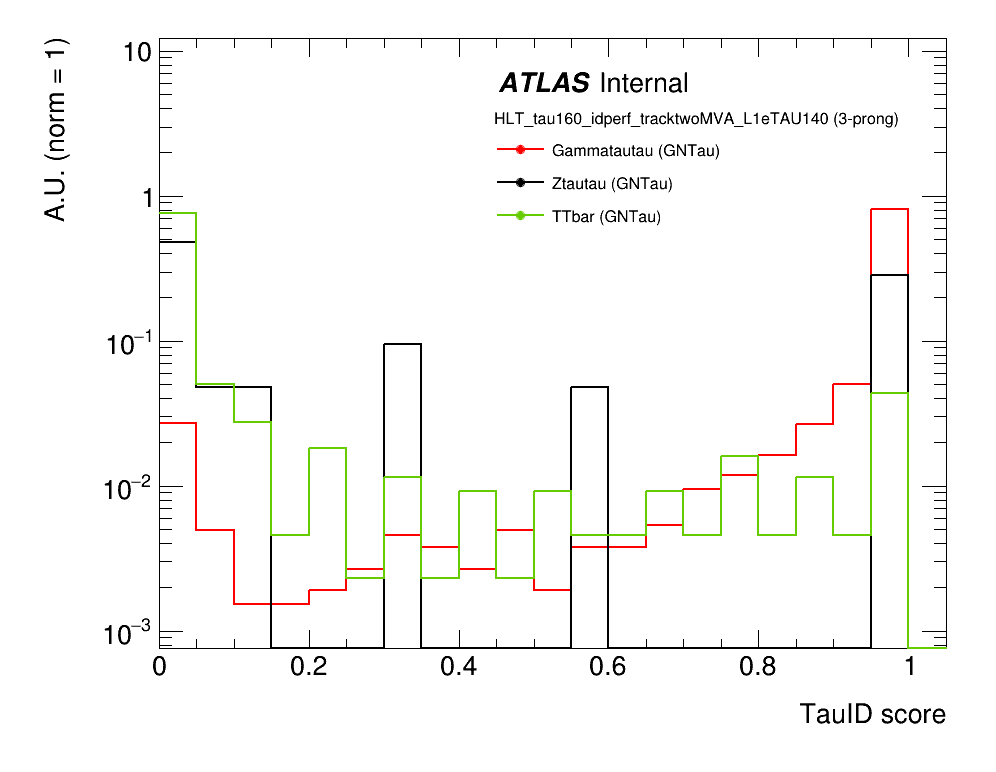 A.U. (norm = 1)
ATLAS Internal
HLT_tau160_idperf_tracktwoMVA_L1eTAU140 (3-prong)
Gammatautau (GNTau)
Ztautau (GNTau)
TTbar (GNTau)
10
1
10⁻¹
10⁻²
10⁻³
0 0.2 0.4 0.6 0.8 1
TauID score